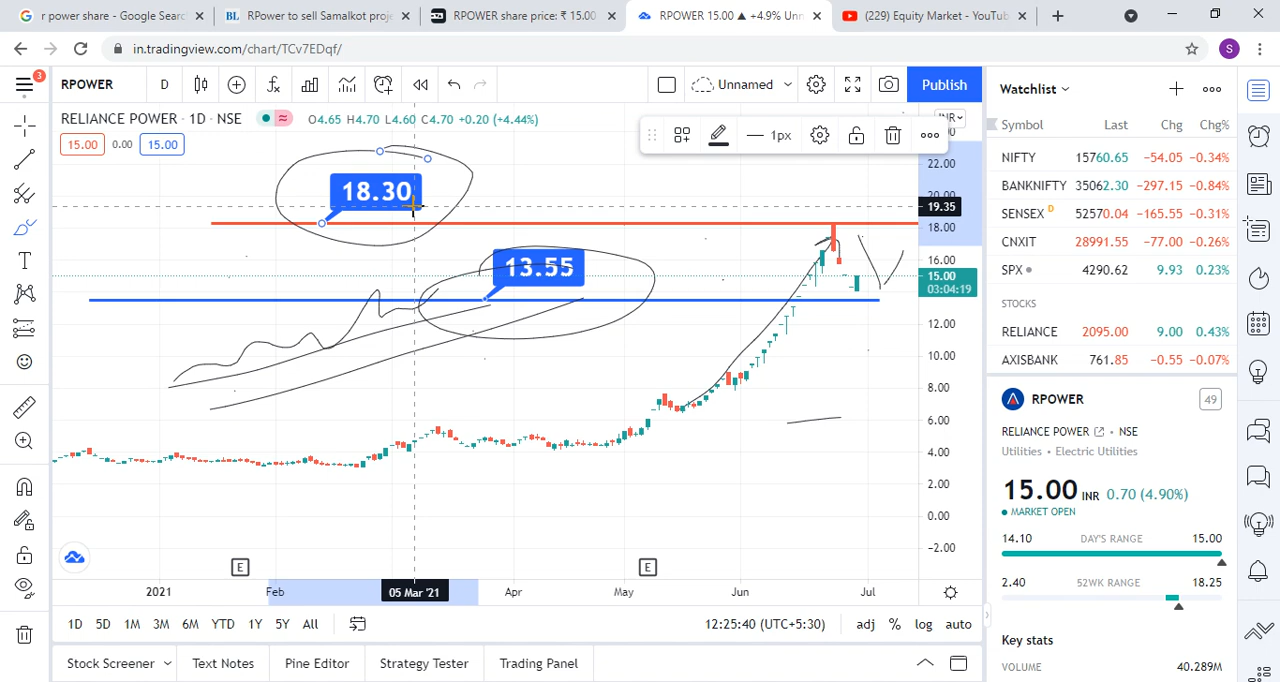 r power share - Google Searc
RPower to sell Samalkot proje
RPOWER share price: ₹ 15.00
RPOWER 15.00 ▲ +4.9% Unn
(229) Equity Market - YouTub
in.tradingview.com/chart/TCv7EDqf/
S
3
RPOWER
D
Unnamed
Publish
RELIANCE POWER · 1D · NSE
O4.65 H4.70 L4.60 C4.70 +0.20 (+4.44%)
15.00
0.00
15.00
1px
18.30
13.55
22.00
20.00
19.35
18.00
16.00
15.00
03:04:19
12.00
10.00
8.00
6.00
4.00
2.00
0.00
−2.00
E
E
2021
Feb
05 Mar '21
Apr
May
Jun
Jul
1D
5D
1M
3M
6M
YTD
1Y
5Y
All
12:25:40 (UTC+5:30)
adj
%
log
auto
Stock Screener
Text Notes
Pine Editor
Strategy Tester
Trading Panel
Watchlist
Symbol Last Chg Chg%
NIFTY 15760.65 −54.05 −0.34%
BANKNIFTY 35062.30 −297.15 −0.84%
SENSEX D 52570.04 −165.55 −0.31%
CNXIT 28991.55 −77.00 −0.26%
SPX 4290.62 9.93 0.23%
STOCKS
RELIANCE 2095.00 9.00 0.43%
AXISBANK 761.85 −0.55 −0.07%
RPOWER
49
RELIANCE POWER • NSE
Utilities • Electric Utilities
15.00 INR 0.70 (4.90%)
MARKET OPEN
14.10 DAY'S RANGE 15.00
2.40 52WK RANGE 18.25
Key stats
VOLUME 40.289M